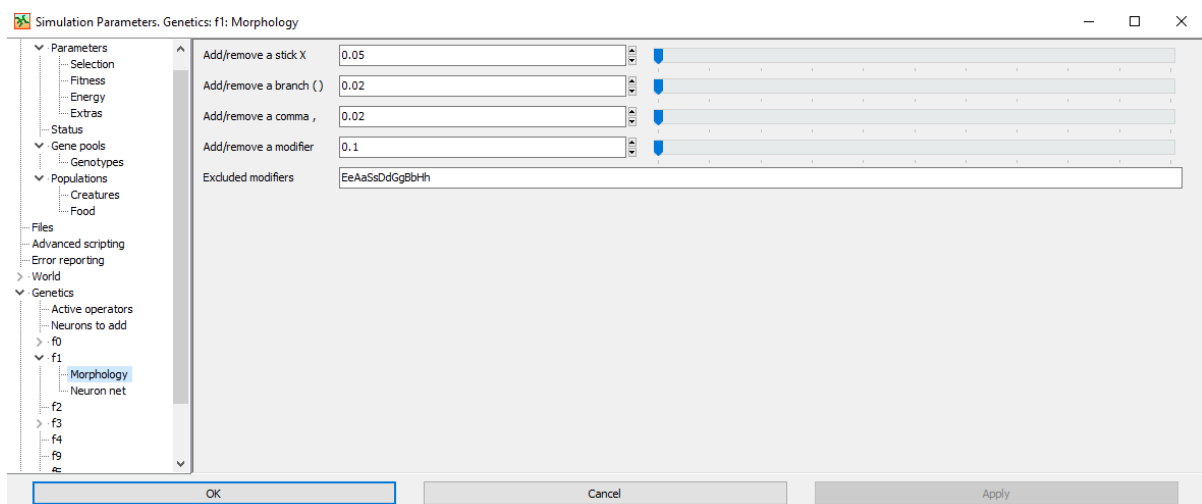 Simulation Parameters. Genetics: f1: Morphology
Parameters
Selection
Fitness
Energy
Extras
Status
Gene pools
Genotypes
Populations
Creatures
Food
Files
Advanced scripting
Error reporting
World
Genetics
Active operators
Neurons to add
f0
f1
Morphology
Neuron net
f2
f3
f4
f9
Add/remove a stick X 0.05
Add/remove a branch ( ) 0.02
Add/remove a comma , 0.02
Add/remove a modifier 0.1
Excluded modifiers EeAaSsDdGgBbHh
OK Cancel Apply